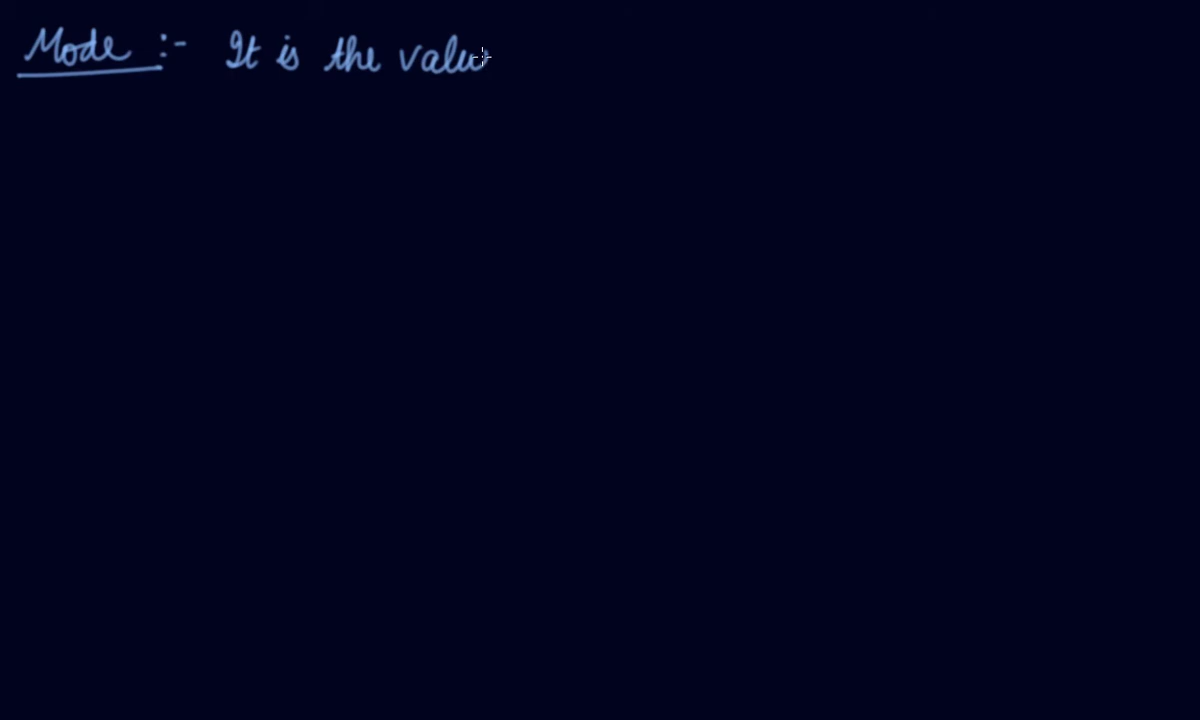 Mode :- It is the valu